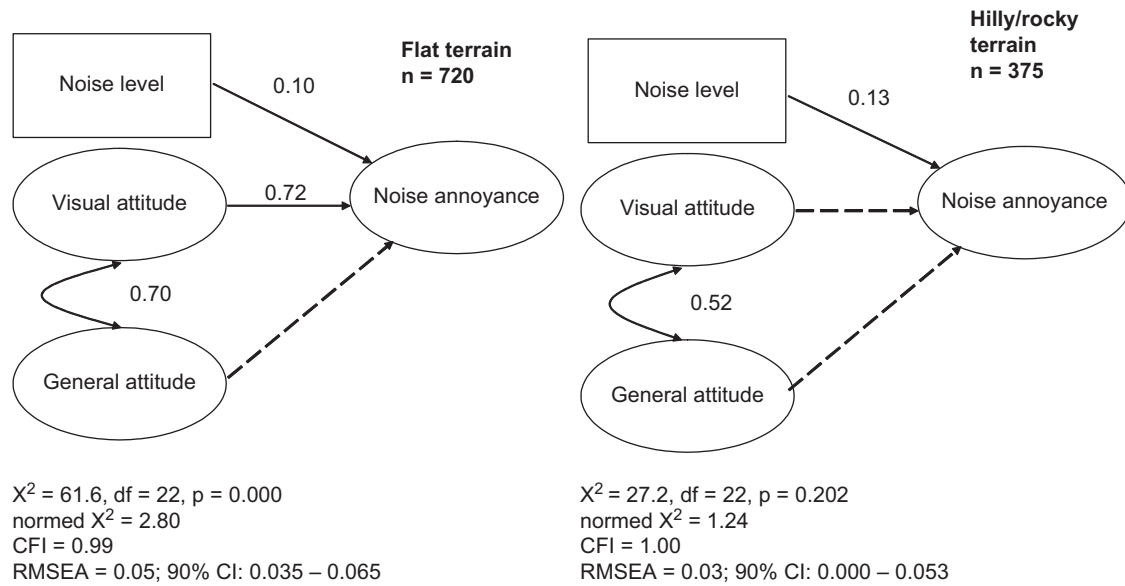 Flat terrain
n = 720
Noise level
0.10
Visual attitude
0.72
Noise annoyance
0.70
General attitude
X² = 61.6, df = 22, p = 0.000
normed X² = 2.80
CFI = 0.99
RMSEA = 0.05; 90% CI: 0.035 – 0.065
Hilly/rocky
terrain
n = 375
Noise level
0.13
Visual attitude
Noise annoyance
0.52
General attitude
X² = 27.2, df = 22, p = 0.202
normed X² = 1.24
CFI = 1.00
RMSEA = 0.03; 90% CI: 0.000 – 0.053